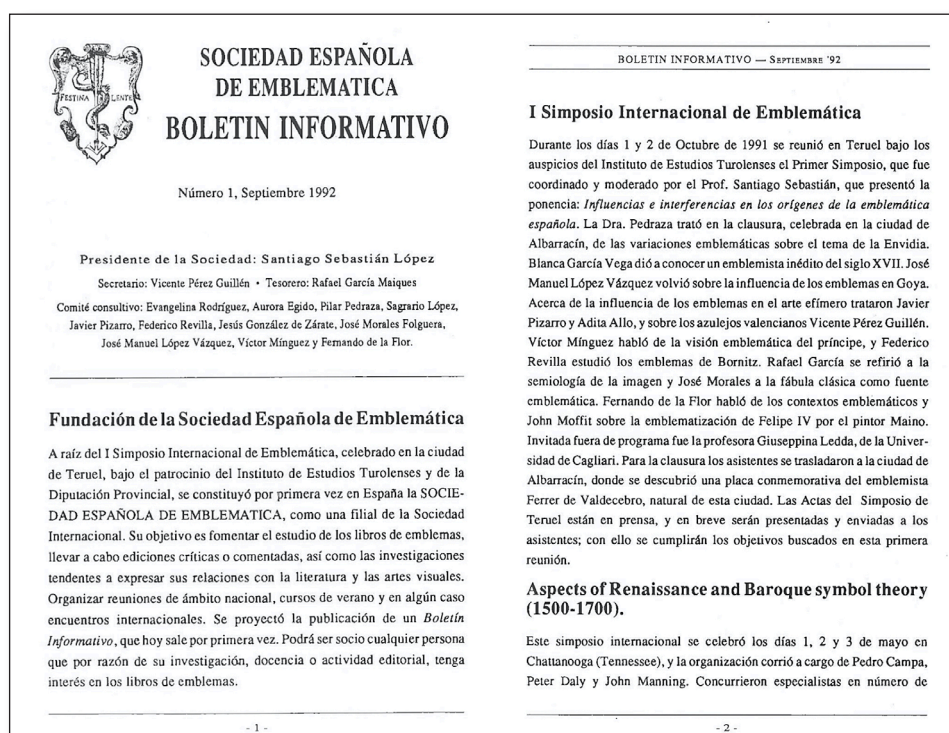 FESTINA LENTE
SOCIEDAD ESPAÑOLA
DE EMBLEMATICA
BOLETIN INFORMATIVO
Número 1, Septiembre 1992
Presidente de la Sociedad: Santiago Sebastián López
Secretario: Vicente Pérez Guillén • Tesorero: Rafael García Maiques
Comité consultivo: Evangelina Rodríguez, Aurora Egido, Pilar Pedraza, Sagrario López,
Javier Pizarro, Federico Revilla, Jesús González de Zárate, José Morales Folguera,
José Manuel López Vázquez, Víctor Mínguez y Fernando de la Flor.
Fundación de la Sociedad Española de Emblemática
A raíz del I Simposio Internacional de Emblemática, celebrado en la ciudad
de Teruel, bajo el patrocinio del Instituto de Estudios Turolenses y de la
Diputación Provincial, se constituyó por primera vez en España la SOCIE-
DAD ESPAÑOLA DE EMBLEMATICA, como una filial de la Sociedad
Internacional. Su objetivo es fomentar el estudio de los libros de emblemas,
llevar a cabo ediciones críticas o comentadas, así como las investigaciones
tendentes a expresar sus relaciones con la literatura y las artes visuales.
Organizar reuniones de ámbito nacional, cursos de verano y en algún caso
encuentros internacionales. Se proyectó la publicación de un Boletín
Informativo, que hoy sale por primera vez. Podrá ser socio cualquier persona
que por razón de su investigación, docencia o actividad editorial, tenga
interés en los libros de emblemas.
- 1 -
BOLETIN INFORMATIVO — SEPTIEMBRE '92
I Simposio Internacional de Emblemática
Durante los días 1 y 2 de Octubre de 1991 se reunió en Teruel bajo los
auspicios del Instituto de Estudios Turolenses el Primer Simposio, que fue
coordinado y moderado por el Prof. Santiago Sebastián, que presentó la
ponencia: Influencias e interferencias en los orígenes de la emblemática
española. La Dra. Pedraza trató en la clausura, celebrada en la ciudad de
Albarracín, de las variaciones emblemáticas sobre el tema de la Envidia.
Blanca García Vega dió a conocer un emblemista inédito del siglo XVII. José
Manuel López Vázquez volvió sobre la influencia de los emblemas en Goya.
Acerca de la influencia de los emblemas en el arte efímero trataron Javier
Pizarro y Adita Allo, y sobre los azulejos valencianos Vicente Pérez Guillén.
Víctor Mínguez habló de la visión emblemática del príncipe, y Federico
Revilla estudió los emblemas de Bornitz. Rafael García se refirió a la
semiología de la imagen y José Morales a la fábula clásica como fuente
emblemática. Fernando de la Flor habló de los contextos emblemáticos y
John Moffit sobre la emblematización de Felipe IV por el pintor Maino.
Invitada fuera de programa fue la profesora Giuseppina Ledda, de la Univer-
sidad de Cagliari. Para la clausura los asistentes se trasladaron a la ciudad de
Albarracín, donde se descubrió una placa conmemorativa del emblemista
Ferrer de Valdecebro, natural de esta ciudad. Las Actas del Simposio de
Teruel están en prensa, y en breve serán presentadas y enviadas a los
asistentes; con ello se cumplirán los objetivos buscados en esta primera
reunión.
Aspects of Renaissance and Baroque symbol theory
(1500-1700).
Este simposio internacional se celebró los días 1, 2 y 3 de mayo en
Chattanooga (Tennessee), y la organización corrió a cargo de Pedro Campa,
Peter Daly y John Manning. Concurrieron especialistas en número de
- 2 -